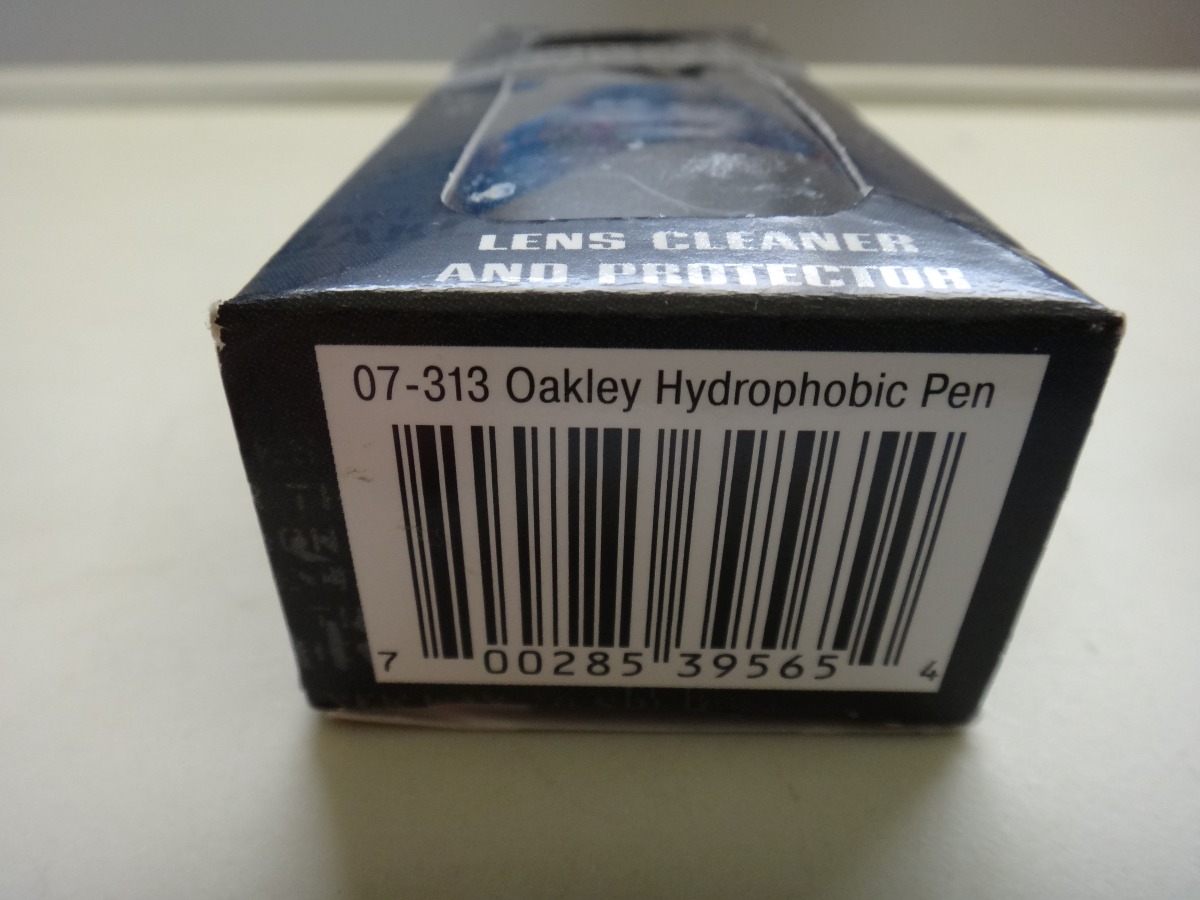 LENS CLEANER
AND PROTECTOR
07-313 Oakley Hydrophobic Pen
7 00285 39565 4